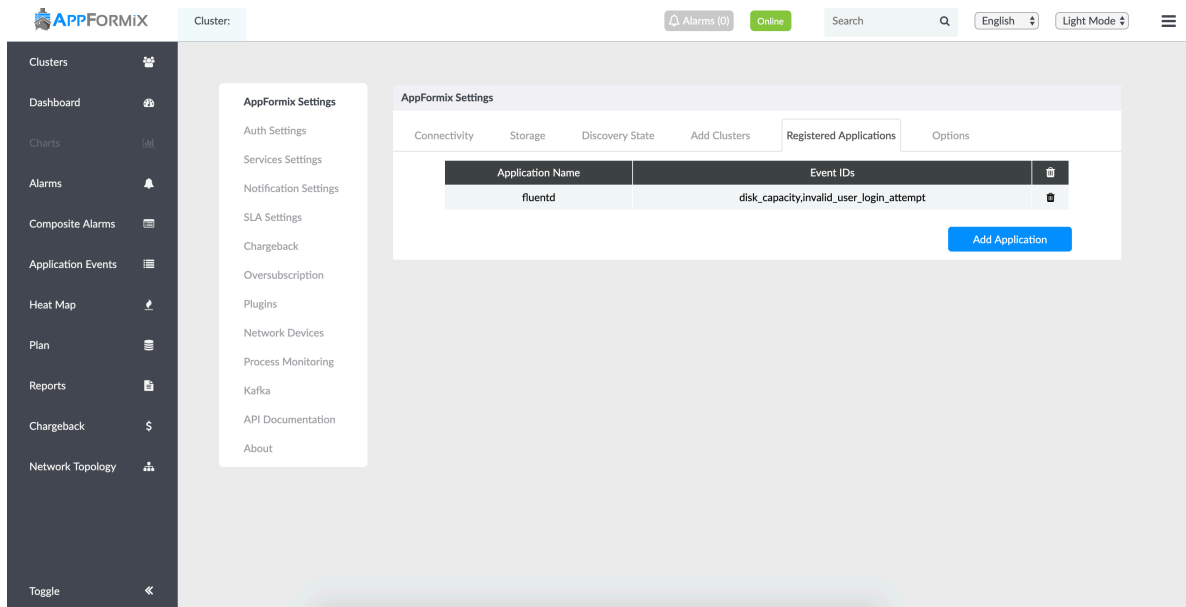 APPFORMIX
Cluster:
Alarms (0)
Online
Search
English
Light Mode
Clusters
Dashboard
Charts
Alarms
Composite Alarms
Application Events
Heat Map
Plan
Reports
Chargeback
$
Network Topology
Toggle
AppFormix Settings
Auth Settings
Services Settings
Notification Settings
SLA Settings
Chargeback
Oversubscription
Plugins
Network Devices
Process Monitoring
Kafka
API Documentation
About
AppFormix Settings
Connectivity Storage Discovery State Add Clusters Registered Applications Options
Application Name Event IDs
fluentd disk_capacity,invalid_user_login_attempt
Add Application